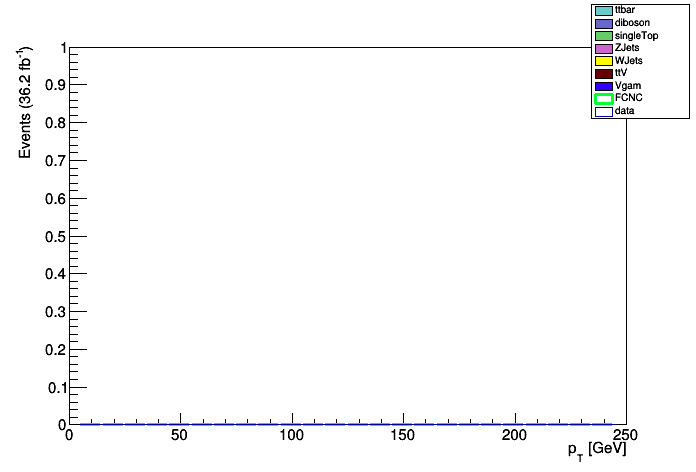 ttbar
diboson
singleTop
ZJets
WJets
ttV
Vgam
FCNC
data
Events (36.2 fb⁻¹)
1
0.9
0.8
0.7
0.6
0.5
0.4
0.3
0.2
0.1
0
0 50 100 150 200 250
p_T [GeV]